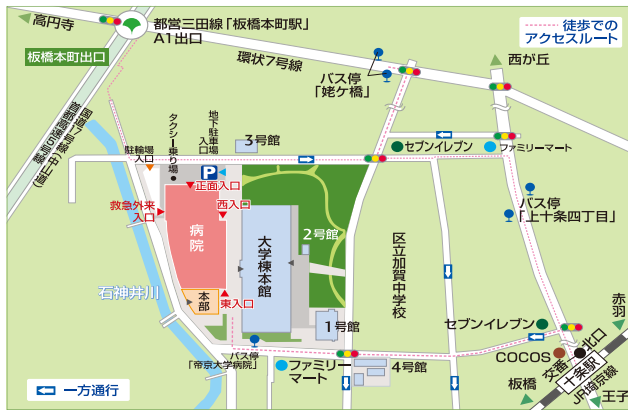 高円寺
都営三田線「板橋本町駅」
A1出口
徒歩での
アクセスルート
板橋本町出口
環状7号線
バス停
「姥ケ橋」
西が丘
国道17号線(中山道)
首都高速5号線
駐輪場
入口
タクシー乗り場
地下駐車場
入口
3号館
セブンイレブン
ファミリーマート
P
正面入口
救急外来
入口
西入口
病院
バス停
「上十条四丁目」
2号館
大学棟本館
区立加賀中学校
石神井川
本部
東入口
1号館
赤羽
セブンイレブン
北口
バス停
「帝京大学病院」
ファミリー
マート
4号館
COCOS
交番
十条駅
JR埼京線
板橋
王子
一方通行